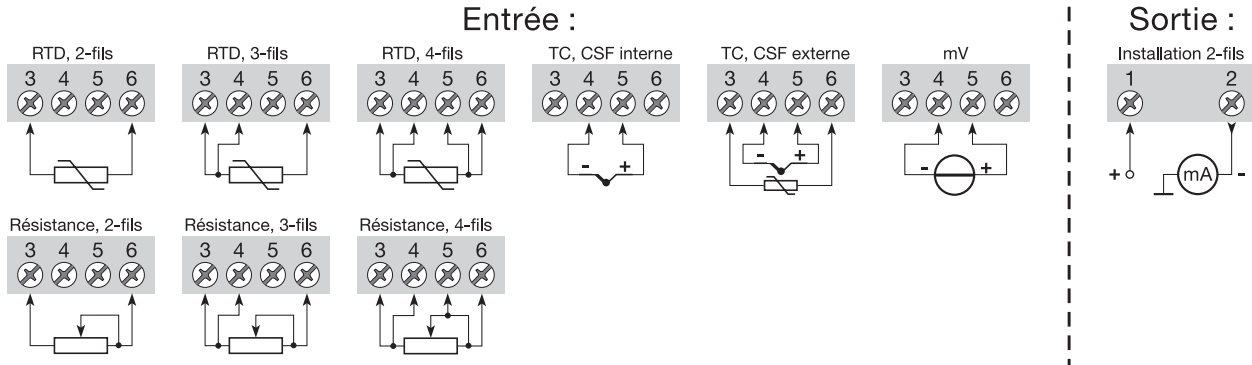 Entrée :
Sortie :
RTD, 2-fils
RTD, 3-fils
RTD, 4-fils
TC, CSF interne
TC, CSF externe
mV
Installation 2-fils
3 4 5 6
3 4 5 6
3 4 5 6
3 4 5 6
3 4 5 6
3 4 5 6
1 2
- +
- +
- +
+ mA -
Résistance, 2-fils
Résistance, 3-fils
Résistance, 4-fils
3 4 5 6
3 4 5 6
3 4 5 6